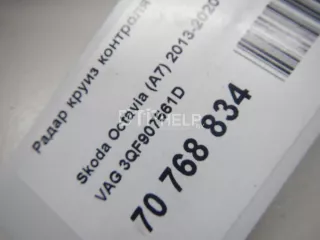 Радар круиз контроля
Skoda Octavia (A7) 2013-2020
VAG 3QF907561D
70 768 834